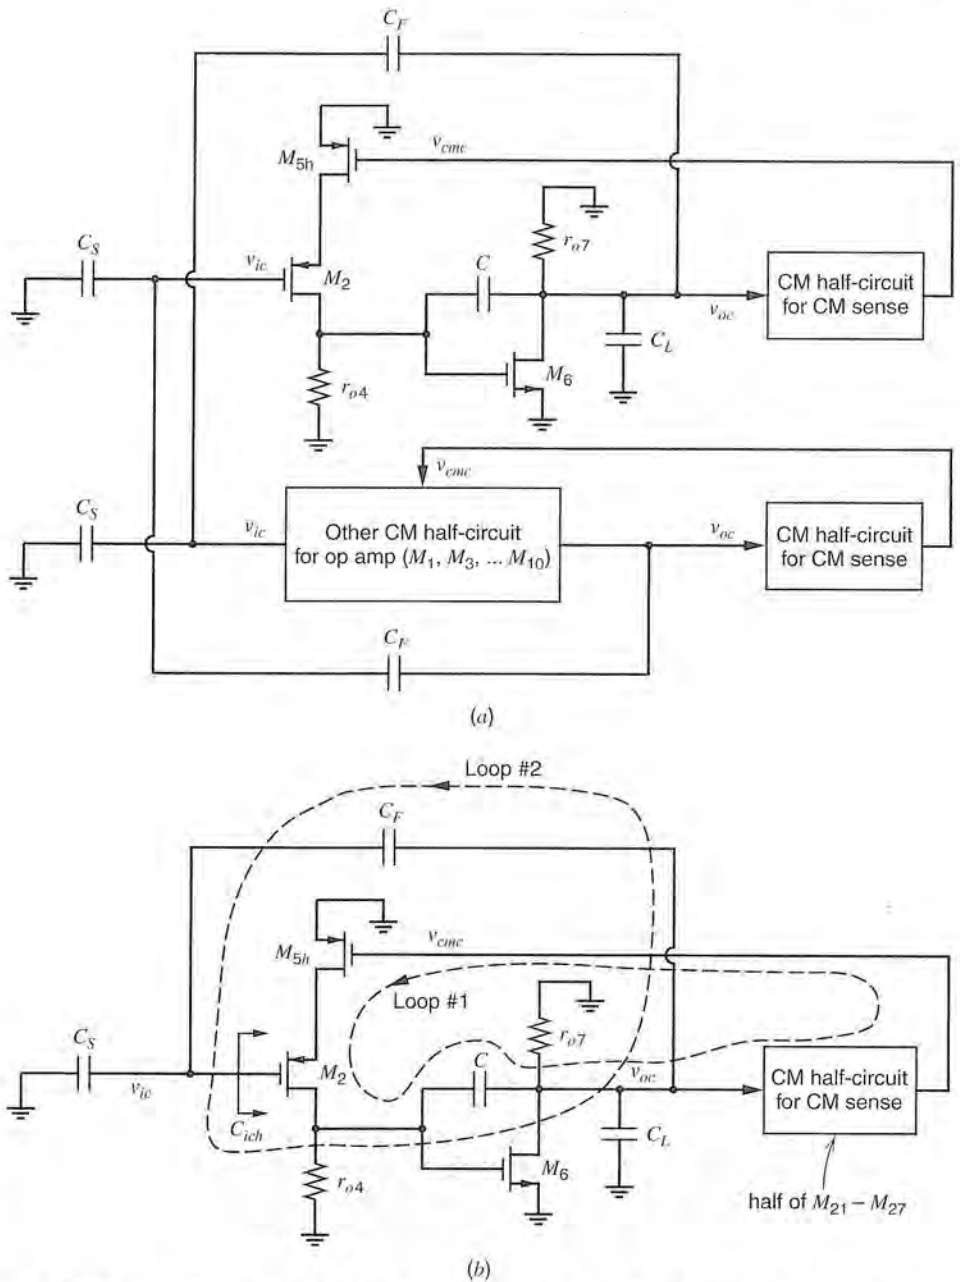 C_F
v_cmc
M_5h
r_o7
C_S
v_ic
M_2
C
CM half-circuit
for CM sense
v_oc
C_L
M_6
r_o4
v_cmc
C_S
v_ic
Other CM half-circuit
for op amp (M_1, M_3, ... M_10)
v_oc
CM half-circuit
for CM sense
C_F
(a)
Loop #2
C_F
M_5h
v_cmc
Loop #1
r_o7
C_S
v_ic
M_2
C
v_oc
CM half-circuit
for CM sense
C_ich
C_L
M_6
r_o4
half of M_21 – M_27
(b)